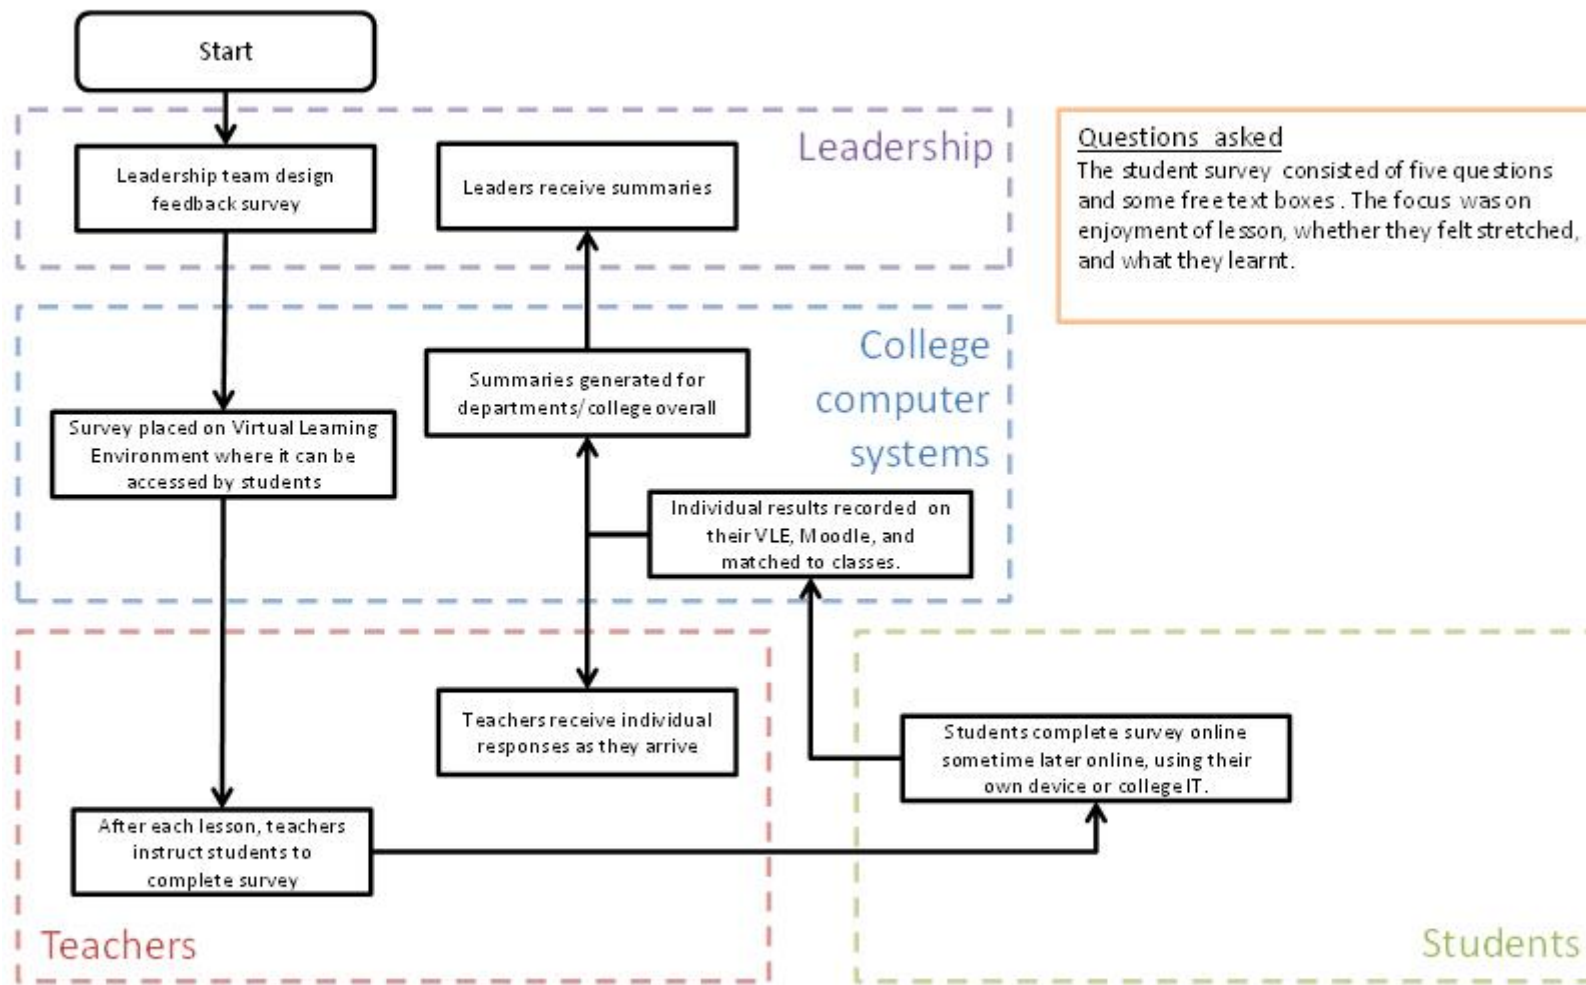 Start
Leadership
Leadership team design
feedback survey
Leaders receive summaries
Questions asked
The student survey consisted of five questions
and some free text boxes. The focus was on
enjoyment of lesson, whether they felt stretched,
and what they learnt.
College
computer
systems
Summaries generated for
departments/college overall
Survey placed on Virtual Learning
Environment where it can be
accessed by students
Individual results recorded on
their VLE, Moodle, and
matched to classes.
Teachers receive individual
responses as they arrive
Students complete survey online
sometime later online, using their
own device or college IT.
After each lesson, teachers
instruct students to
complete survey
Teachers
Students